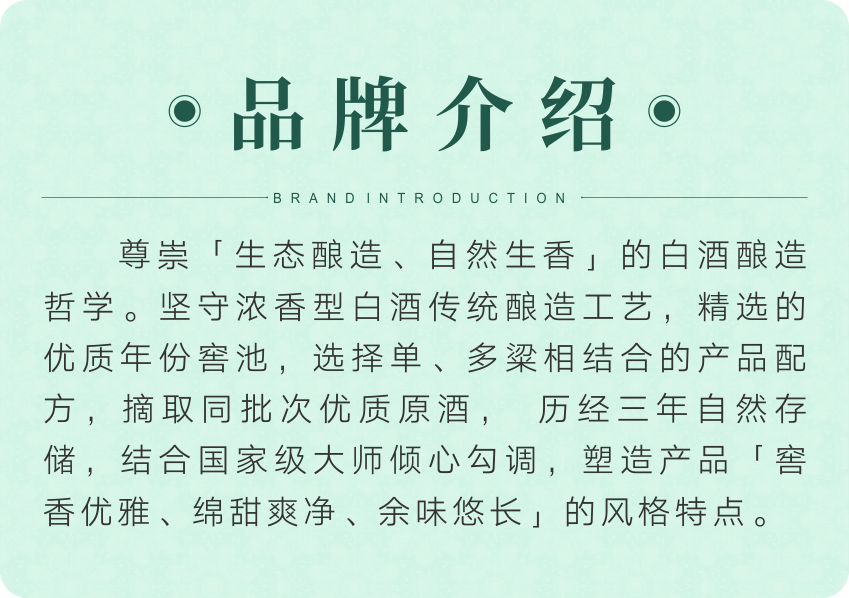 品牌介绍
BRAND INTRODUCTION
尊崇「生态酿造、自然生香」的白酒酿造
哲学。坚守浓香型白酒传统酿造工艺，精选的
优质年份窖池，选择单、多粱相结合的产品配
方，摘取同批次优质原酒， 历经三年自然存
储，结合国家级大师倾心勾调，塑造产品「窖
香优雅、绵甜爽净、余味悠长」的风格特点。